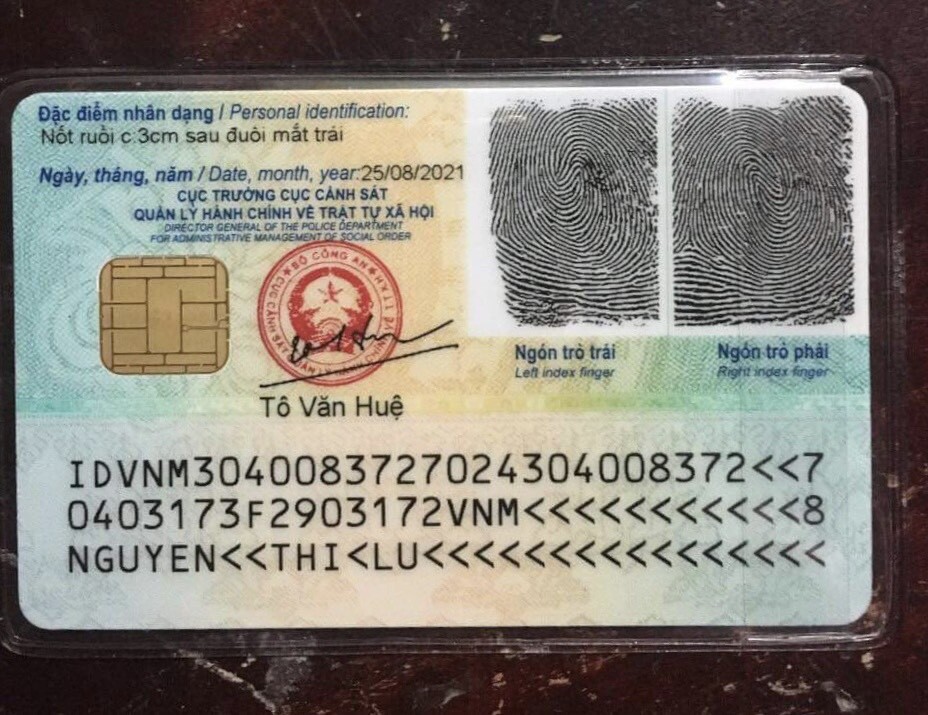 Đặc điểm nhân dạng / Personal identification:
Nốt ruồi c.3cm sau đuôi mắt trái
Ngày, tháng, năm / Date, month, year:25/08/2021
CỤC TRƯỞNG CỤC CẢNH SÁT
QUẢN LÝ HÀNH CHÍNH VỀ TRẬT TỰ XÃ HỘI
DIRECTOR GENERAL OF THE POLICE DEPARTMENT
FOR ADMINISTRATIVE MANAGEMENT OF SOCIAL ORDER
BỘ CÔNG AN
Tô Văn Huệ
Ngón trỏ trái
Left index finger
Ngón trỏ phải
Right index finger
IDVNM3040083727024304008372<<7
0403173F2903172VNM<<<<<<<<<<<8
NGUYEN<<THI<LU<<<<<<<<<<<<<<<<